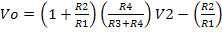 Vo = (1 + R2/R1) (R4/(R3+R4)) V2 − (R2/R1)